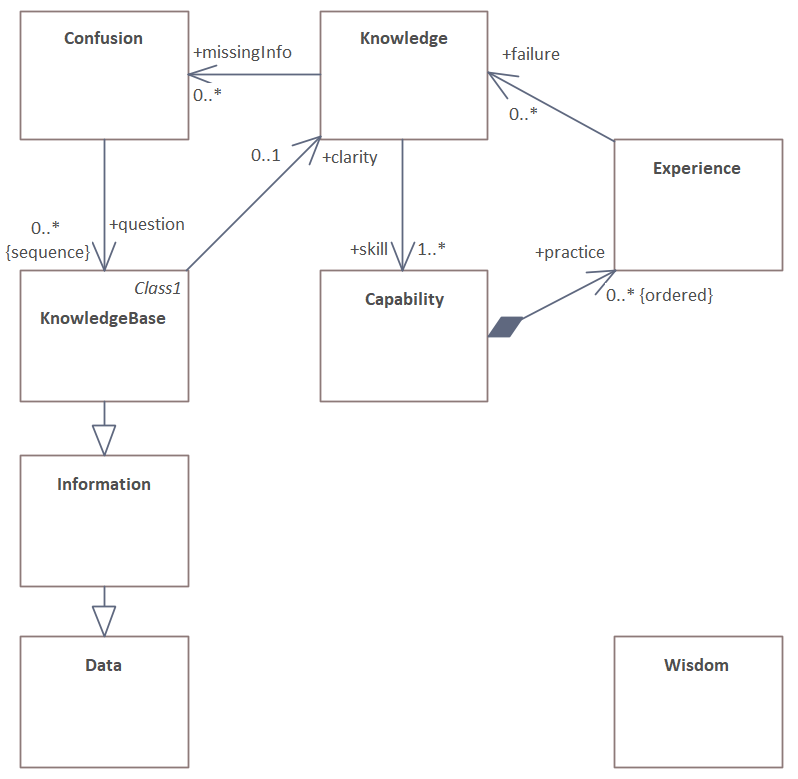 Confusion
+missingInfo
0..*
Knowledge
+failure
0..*
Experience
0..1
+clarity
0..*
{sequence}
+question
+skill
1..*
+practice
0..* {ordered}
Class1
KnowledgeBase
Capability
Information
Data
Wisdom